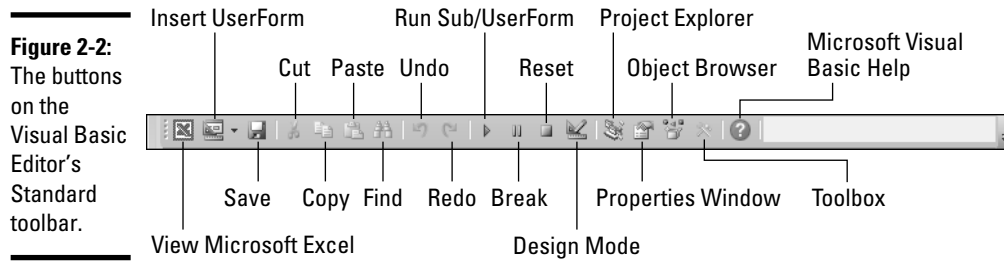 Figure 2-2:
The buttons
on the
Visual Basic
Editor's
Standard
toolbar.
Insert UserForm
Run Sub/UserForm
Project Explorer
Microsoft Visual
Basic Help
Cut
Paste
Undo
Reset
Object Browser
Save
Copy
Find
Redo
Break
Properties Window
Toolbox
View Microsoft Excel
Design Mode